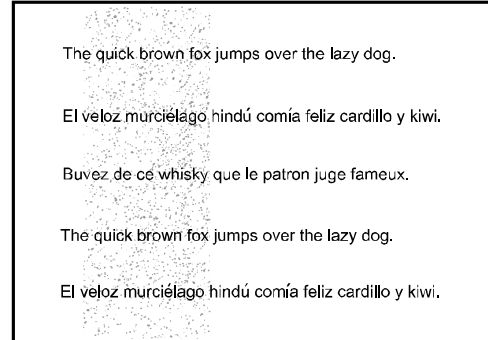 The quick brown fox jumps over the lazy dog.
El veloz murciélago hindú comía feliz cardillo y kiwi.
Buvez de ce whisky que le patron juge fameux.
The quick brown fox jumps over the lazy dog.
El veloz murciélago hindú comía feliz cardillo y kiwi.